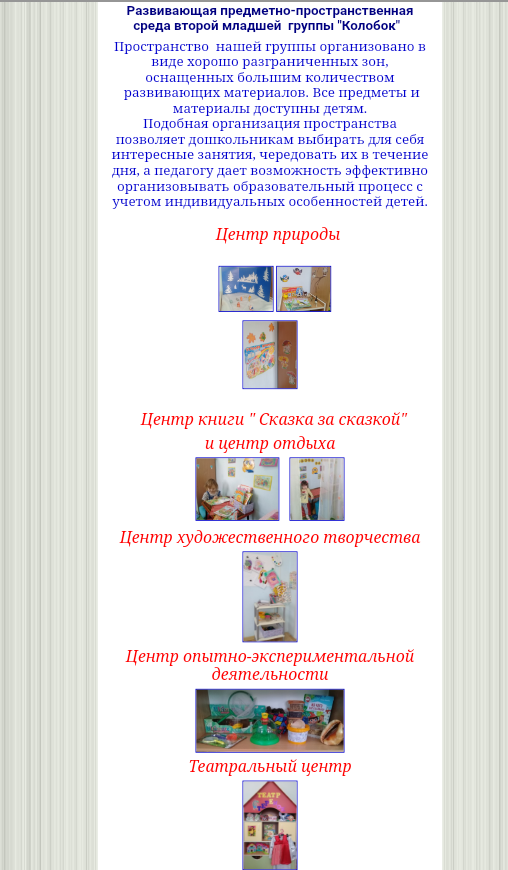 Развивающая предметно-пространственная
среда второй младшей группы "Колобок"
Пространство нашей группы организовано в
виде хорошо разграниченных зон,
оснащенных большим количеством
развивающих материалов. Все предметы и
материалы доступны детям.
Подобная организация пространства
позволяет дошкольникам выбирать для себя
интересные занятия, чередовать их в течение
дня, а педагогу дает возможность эффективно
организовывать образовательный процесс с
учетом индивидуальных особенностей детей.
Центр природы
Центр книги " Сказка за сказкой"
и центр отдыха
Центр художественного творчества
Центр опытно-экспериментальной
деятельности
Театральный центр
ТЕАТР